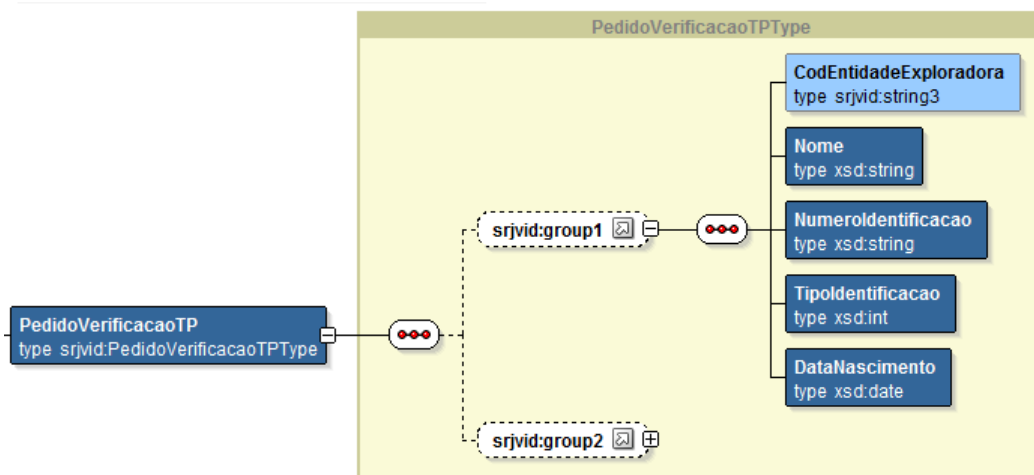 PedidoVerificacaoTPType
CodEntidadeExploradora
type srjvid:string3
Nome
type xsd:string
srjvid:group1
NumeroIdentificacao
type xsd:string
TipoIdentificacao
type xsd:int
PedidoVerificacaoTP
type srjvid:PedidoVerificacaoTPType
DataNascimento
type xsd:date
srjvid:group2